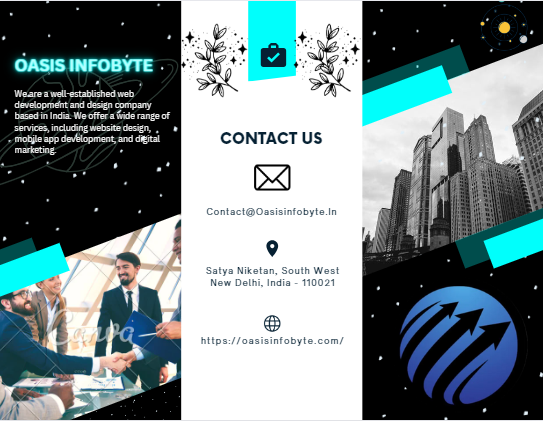 OASIS INFOBYTE
We are a well-established web
development and design company
based in India. We offer a wide range of
services, including website design,
mobile app development, and digital
marketing.
Canva
CONTACT US
Contact@Oasisinfobyte.In
Satya Niketan, South West
New Delhi, India - 110021
https://oasisinfobyte.com/